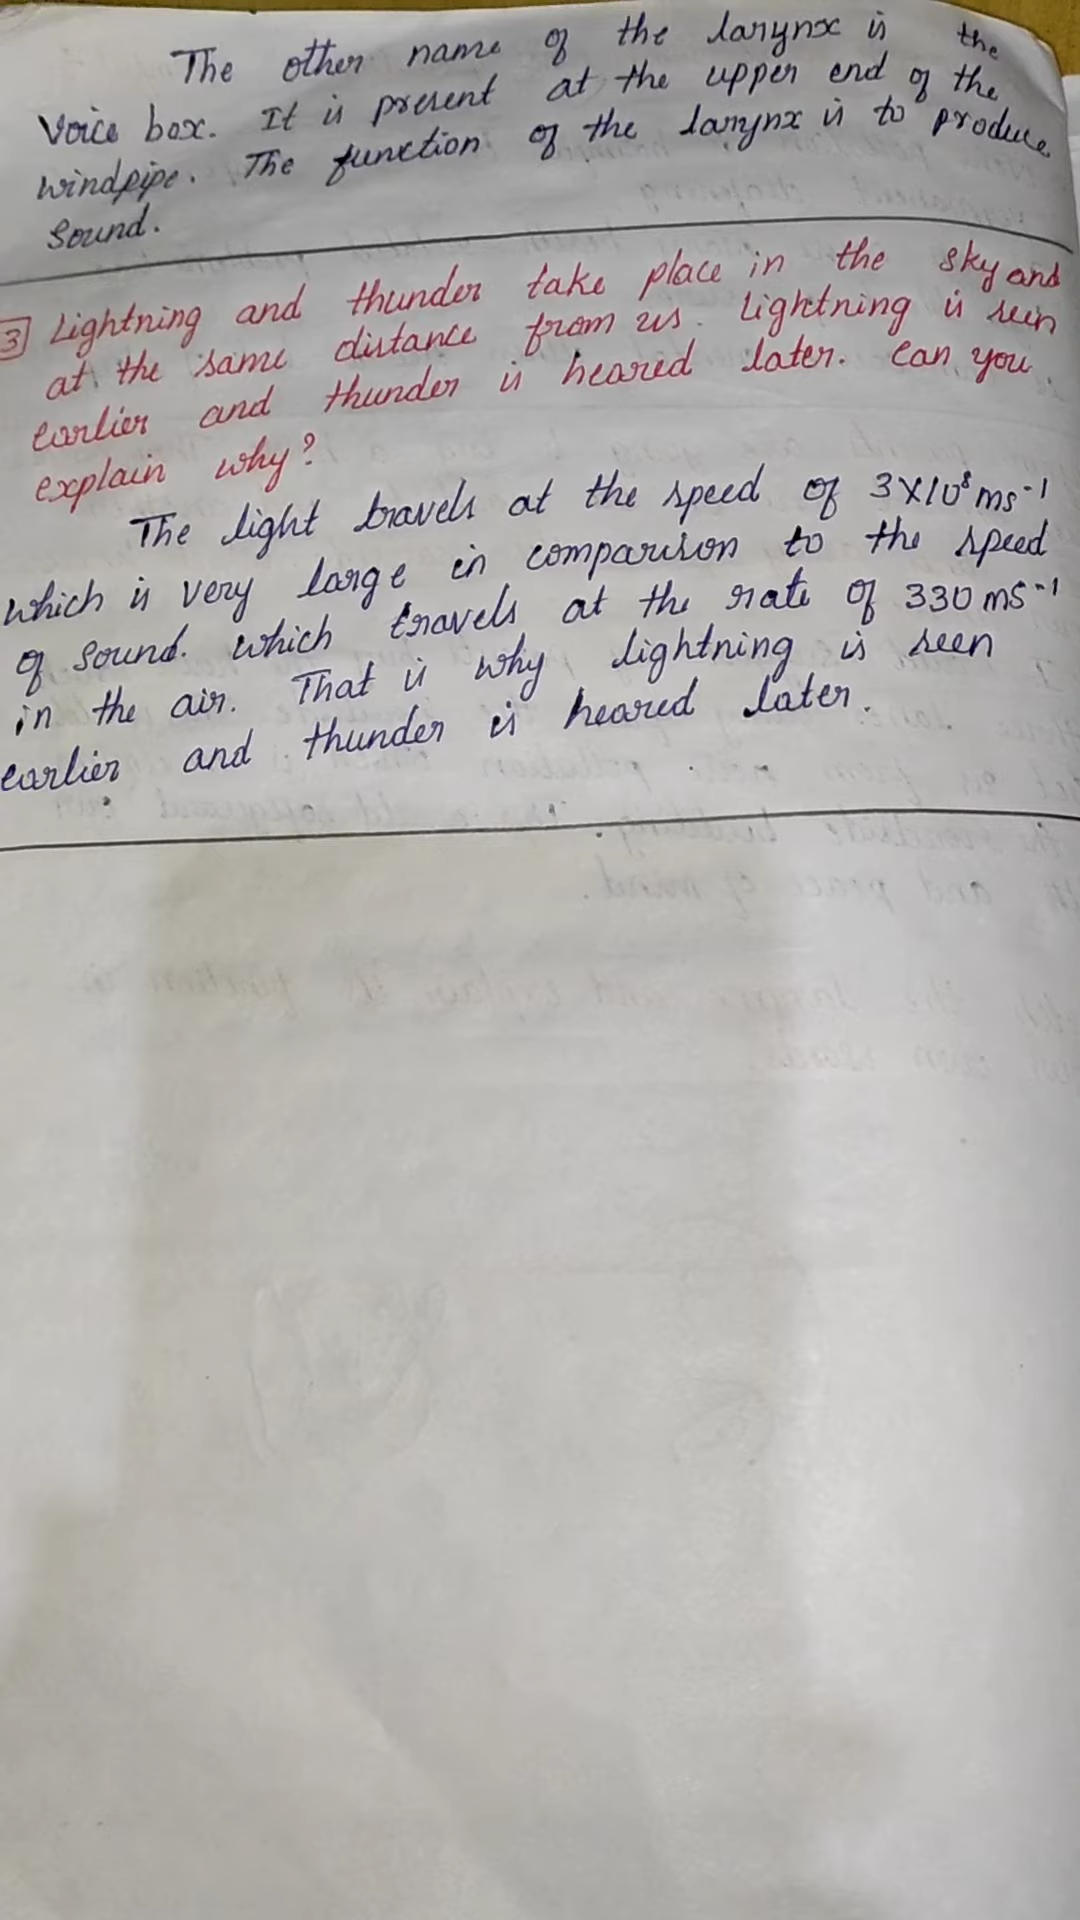 The other name of the larynx is the
voice box. It is present at the upper end of the
windpipe. The function of the larynx is to produce
Sound.
3 Lightning and thunder take place in the sky and
at the same distance from us. Lightning is seen
earlier and thunder is heared later. Can you
explain why?
The light travels at the speed of 3X10⁸ ms⁻¹
which is very large in comparison to the speed
of Sound. which travels at the rate of 330 ms⁻¹
in the air. That is why lightning is seen
earlier and thunder is heared later.